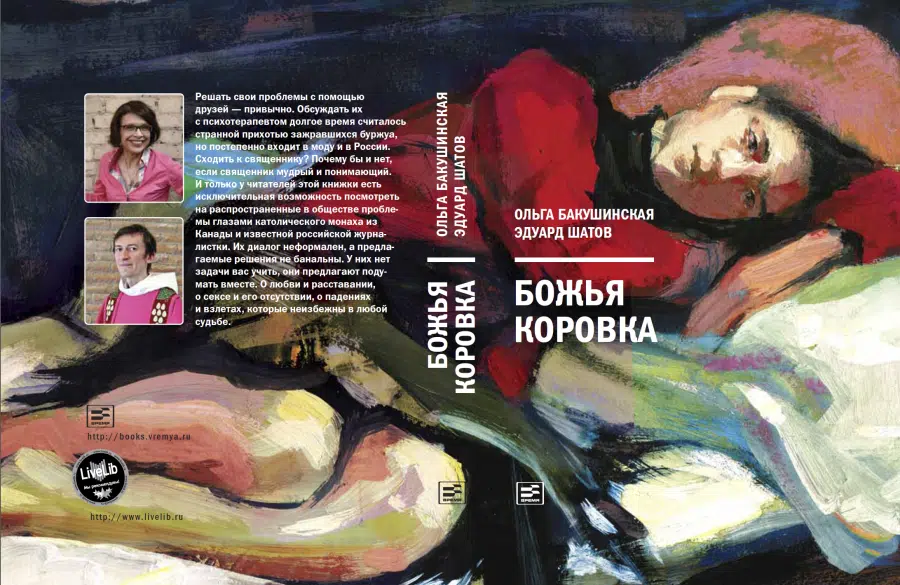 Решать свои проблемы с помощью
друзей — привычно. Обсуждать их
с психотерапевтом долгое время считалось
странной прихотью зажравшихся буржуа,
но постепенно входит в моду и в России.
Сходить к священнику? Почему бы и нет,
если священник мудрый и понимающий.
И только у читателей этой книжки есть
исключительная возможность посмотреть
на распространенные в обществе пробле-
мы глазами католического монаха из
Канады и известной российской журна-
листки. Их диалог неформален, а предла-
гаемые решения не банальны. У них нет
задачи вас учить, они предлагают поду-
мать вместе. О любви и расставании,
о сексе и его отсутствии, о падениях
и взлетах, которые неизбежны в любой
судьбе.
ВРЕМЯ
http://books.vremya.ru
LiveLib
Мы рекомендуем!
http://www.livelib.ru
ОЛЬГА БАКУШИНСКАЯ
ЭДУАРД ШАТОВ
БОЖЬЯ
КОРОВКА
ВРЕМЯ
ОЛЬГА БАКУШИНСКАЯ
ЭДУАРД ШАТОВ
БОЖЬЯ
КОРОВКА
ВРЕМЯ